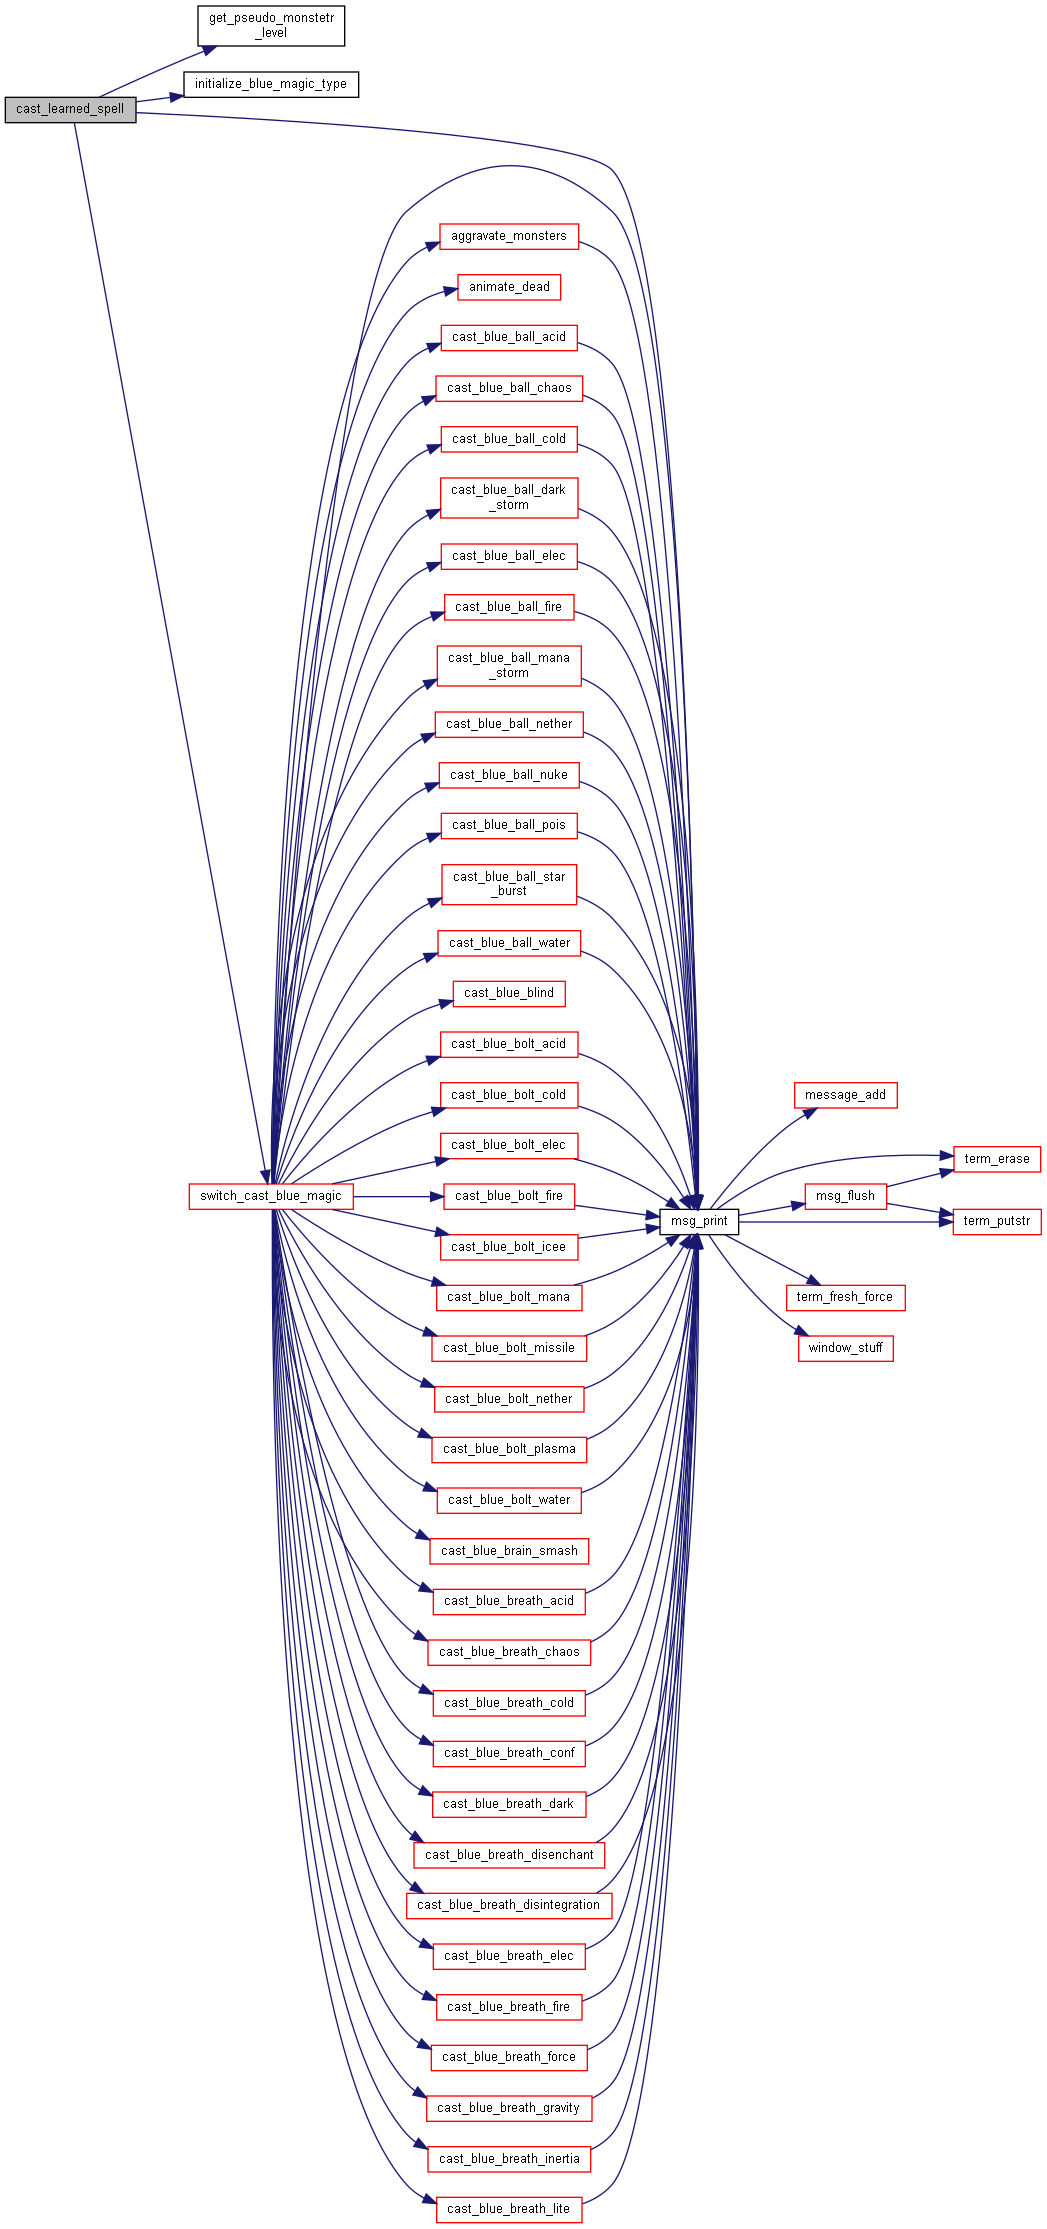 get_pseudo_monstetr
_level
initialize_blue_magic_type
cast_learned_spell
aggravate_monsters
animate_dead
cast_blue_ball_acid
cast_blue_ball_chaos
cast_blue_ball_cold
cast_blue_ball_dark
_storm
cast_blue_ball_elec
cast_blue_ball_fire
cast_blue_ball_mana
_storm
cast_blue_ball_nether
cast_blue_ball_nuke
cast_blue_ball_pois
cast_blue_ball_star
_burst
cast_blue_ball_water
cast_blue_blind
cast_blue_bolt_acid
cast_blue_bolt_cold
cast_blue_bolt_elec
switch_cast_blue_magic
cast_blue_bolt_fire
cast_blue_bolt_icee
cast_blue_bolt_mana
cast_blue_bolt_missile
cast_blue_bolt_nether
cast_blue_bolt_plasma
cast_blue_bolt_water
cast_blue_brain_smash
cast_blue_breath_acid
cast_blue_breath_chaos
cast_blue_breath_cold
cast_blue_breath_conf
cast_blue_breath_dark
cast_blue_breath_disenchant
cast_blue_breath_disintegration
cast_blue_breath_elec
cast_blue_breath_fire
cast_blue_breath_force
cast_blue_breath_gravity
cast_blue_breath_inertia
cast_blue_breath_lite
msg_print
message_add
term_erase
msg_flush
term_putstr
term_fresh_force
window_stuff